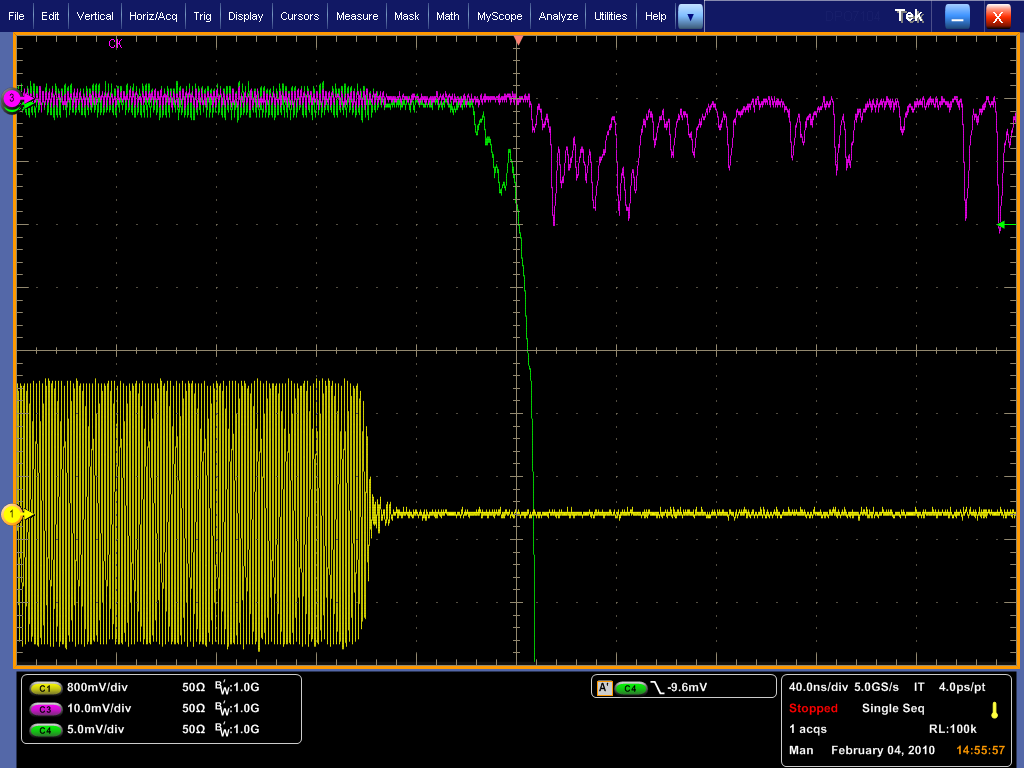 File Edit Vertical Horiz/Acq Trig Display Cursors Measure Mask Math MyScope Analyze Utilities Help Tek X
CK
3
1
C1 800mV/div 50Ω BW:1.0G
C3 10.0mV/div 50Ω BW:1.0G
C4 5.0mV/div 50Ω BW:1.0G
A' C4 -9.6mV
40.0ns/div 5.0GS/s IT 4.0ps/pt
Stopped Single Seq
1 acqs RL:100k
Man February 04, 2010 14:55:57